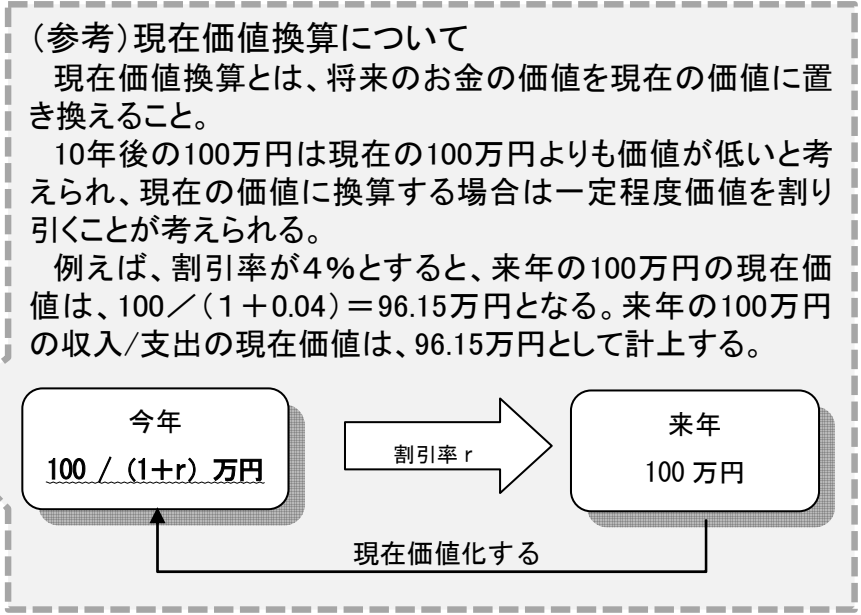 （参考）現在価値換算について
　現在価値換算とは、将来のお金の価値を現在の価値に置
き換えること。
　10年後の100万円は現在の100万円よりも価値が低いと考
えられ、現在の価値に換算する場合は一定程度価値を割り
引くことが考えられる。
　例えば、割引率が４％とすると、来年の100万円の現在価
値は、100／（１＋0.04）＝96.15万円となる。来年の100万円
の収入/支出の現在価値は、96.15万円として計上する。
今年
100 / (1+r) 万円
割引率 r
来年
100 万円
現在価値化する